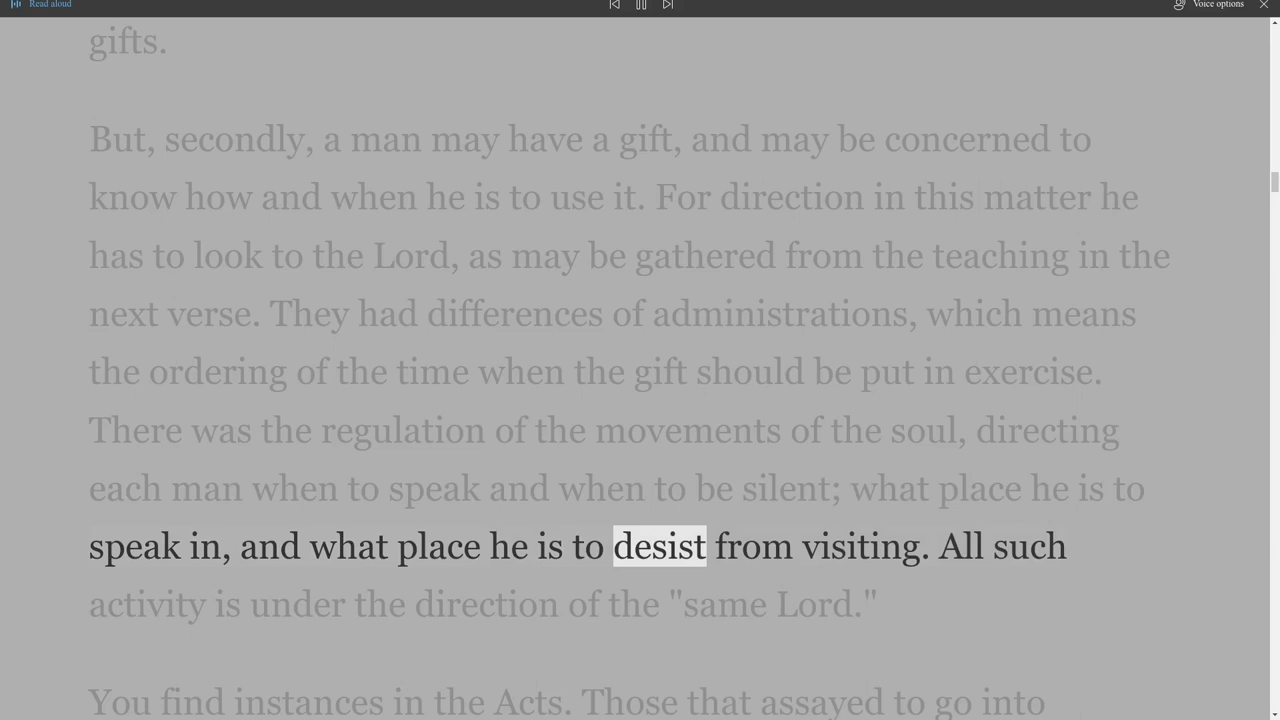 Read aloud
Voice options
gifts.
But, secondly, a man may have a gift, and may be concerned to
know how and when he is to use it. For direction in this matter he
has to look to the Lord, as may be gathered from the teaching in the
next verse. They had differences of administrations, which means
the ordering of the time when the gift should be put in exercise.
There was the regulation of the movements of the soul, directing
each man when to speak and when to be silent; what place he is to
speak in, and what place he is to desist from visiting. All such
activity is under the direction of the "same Lord."
You find instances in the Acts. Those that assayed to go into